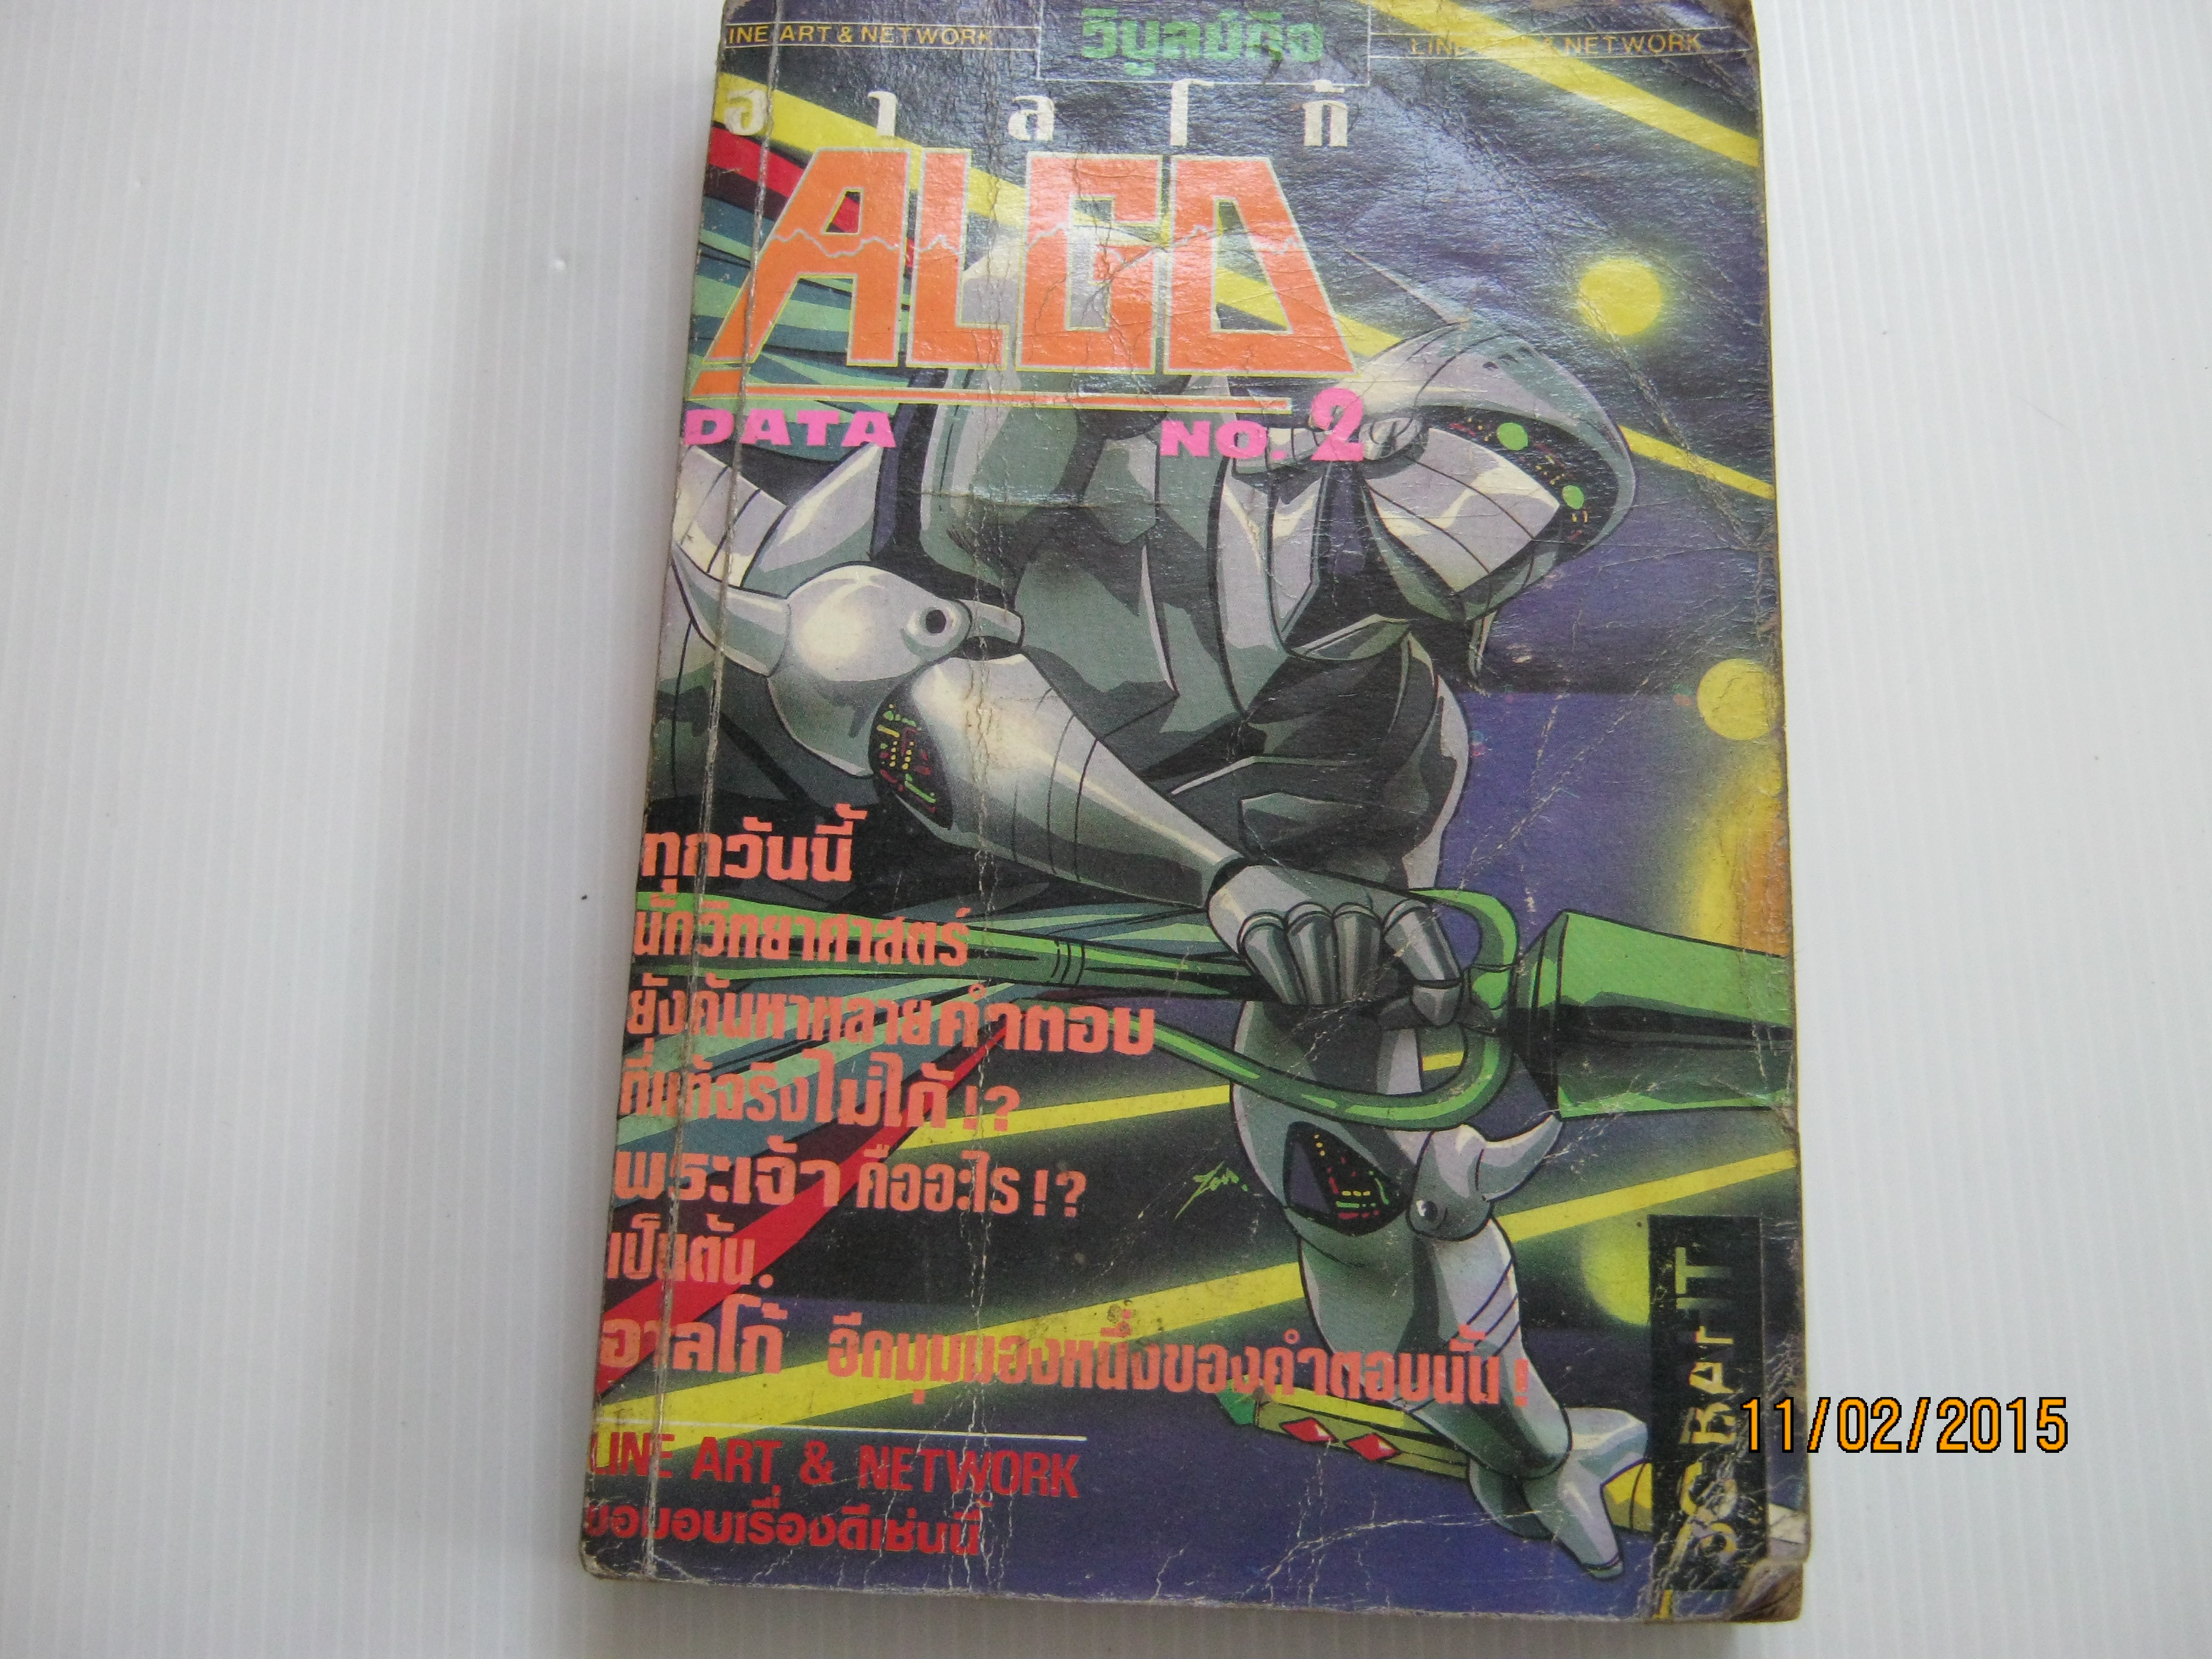 INE ART & NETWORK
วิบูลย์กิจ
LINE ART & NETWORK
อาลโก้
ALGO
DATA NO. 2
ทุกวันนี้
นักวิทยาศาสตร์
ยังค้นหาหลายคำตอบ
ที่แท้จริงไม่ได้ !?
พระเจ้า คืออะไร !?
เป็นต้น.
อาลโก้ อีกมุมมองหนึ่งของคำตอบนั้น !
Zen.
LINE ART & NETWORK
ขอมอบเรื่องดีเช่นนี้
11/02/2015